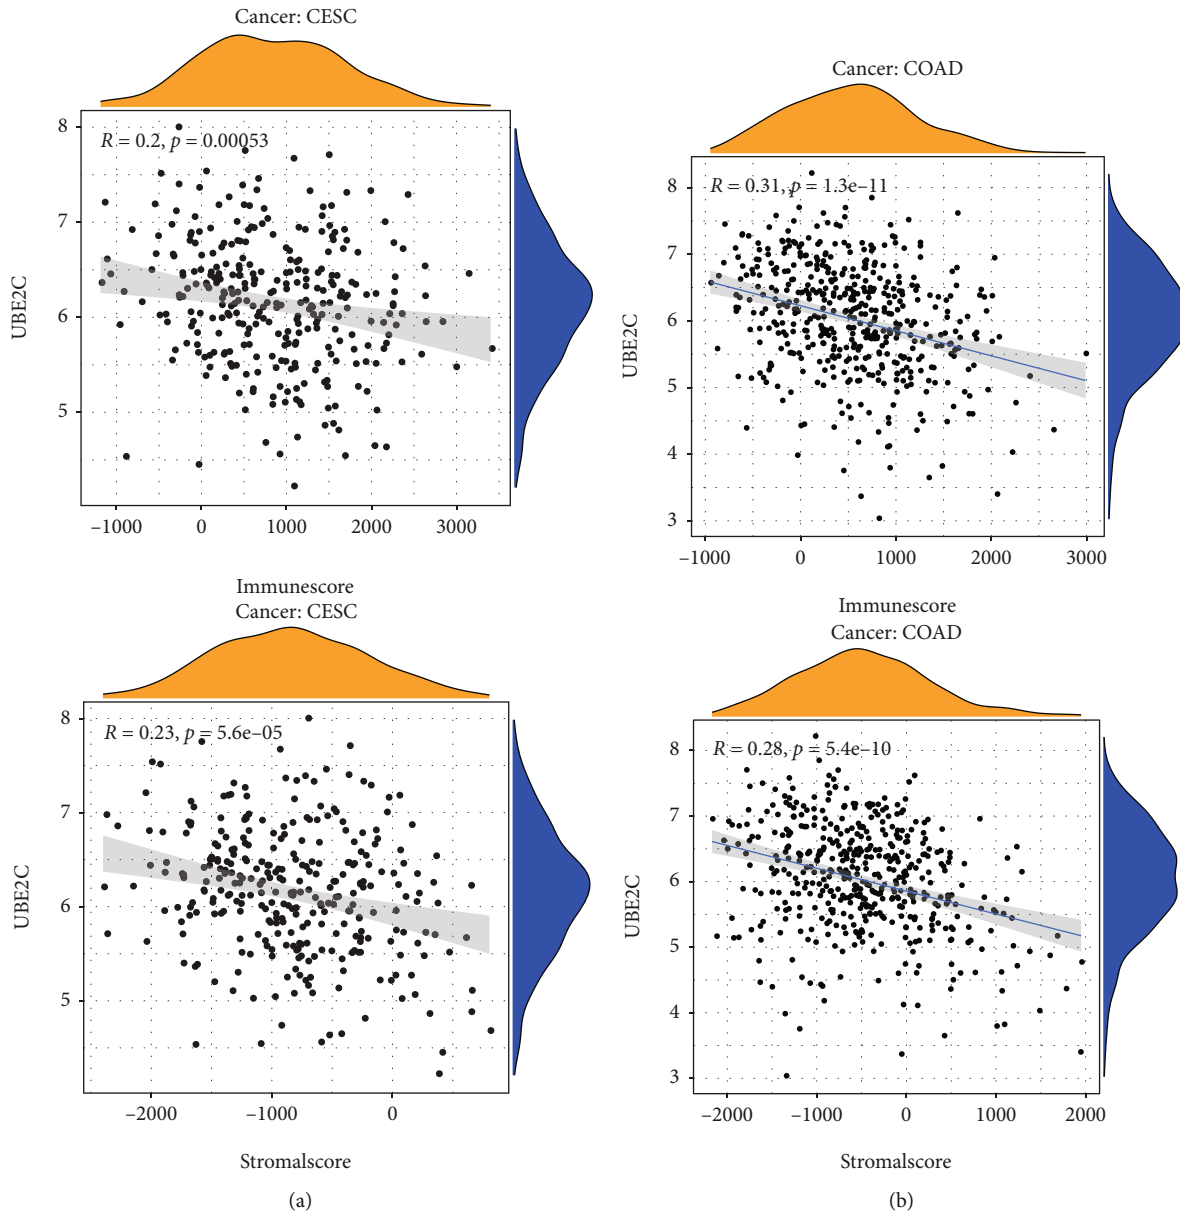 Cancer: CESC
R = 0.2, p = 0.00053
8
7
6
5
UBE2C
−1000 0 1000 2000 3000
Immunescore
Cancer: CESC
R = 0.23, p = 5.6e−05
8
7
6
5
UBE2C
−2000 −1000 0
Stromalscore
(a)
Cancer: COAD
R = 0.31, p = 1.3e−11
8
7
6
5
4
3
UBE2C
−1000 0 1000 2000 3000
Immunescore
Cancer: COAD
R = 0.28, p = 5.4e−10
8
7
6
5
4
3
UBE2C
−2000 −1000 0 1000 2000
Stromalscore
(b)